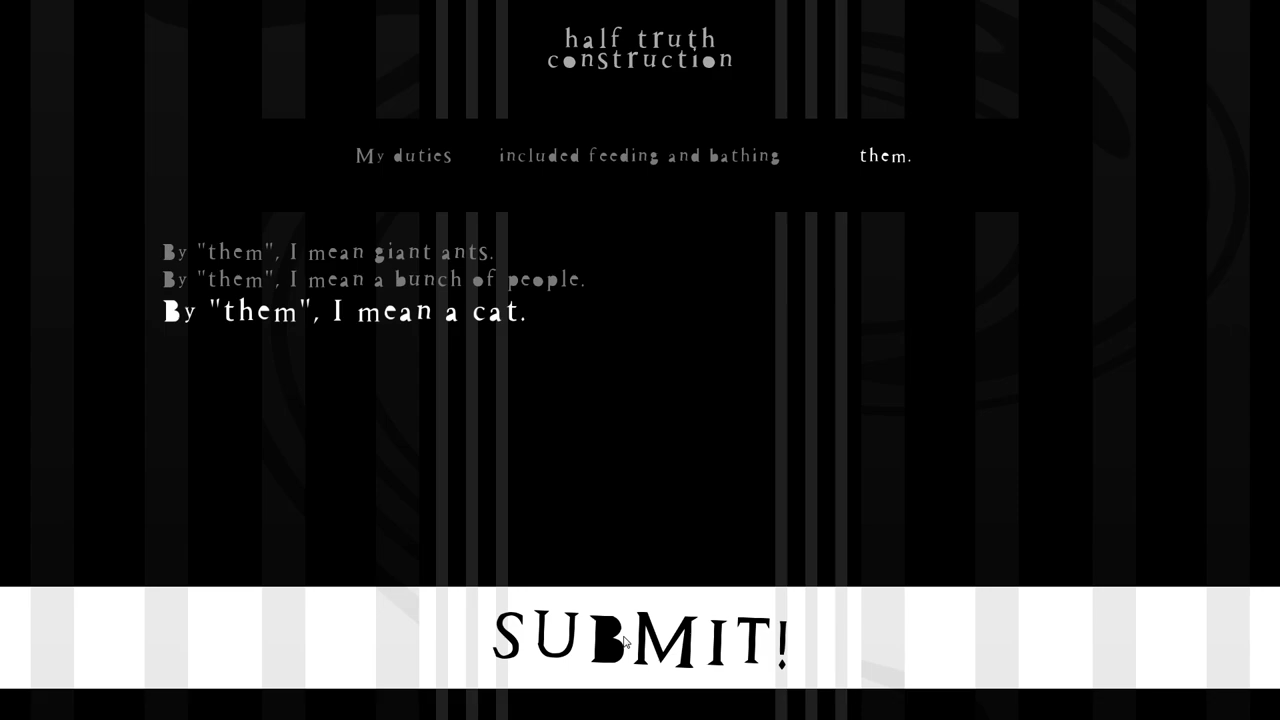 half truth
construction
My duties included feeding and bathing them.
By "them", I mean giant ants.
By "them", I mean a bunch of people.
By "them", I mean a cat.
SUBMIT!